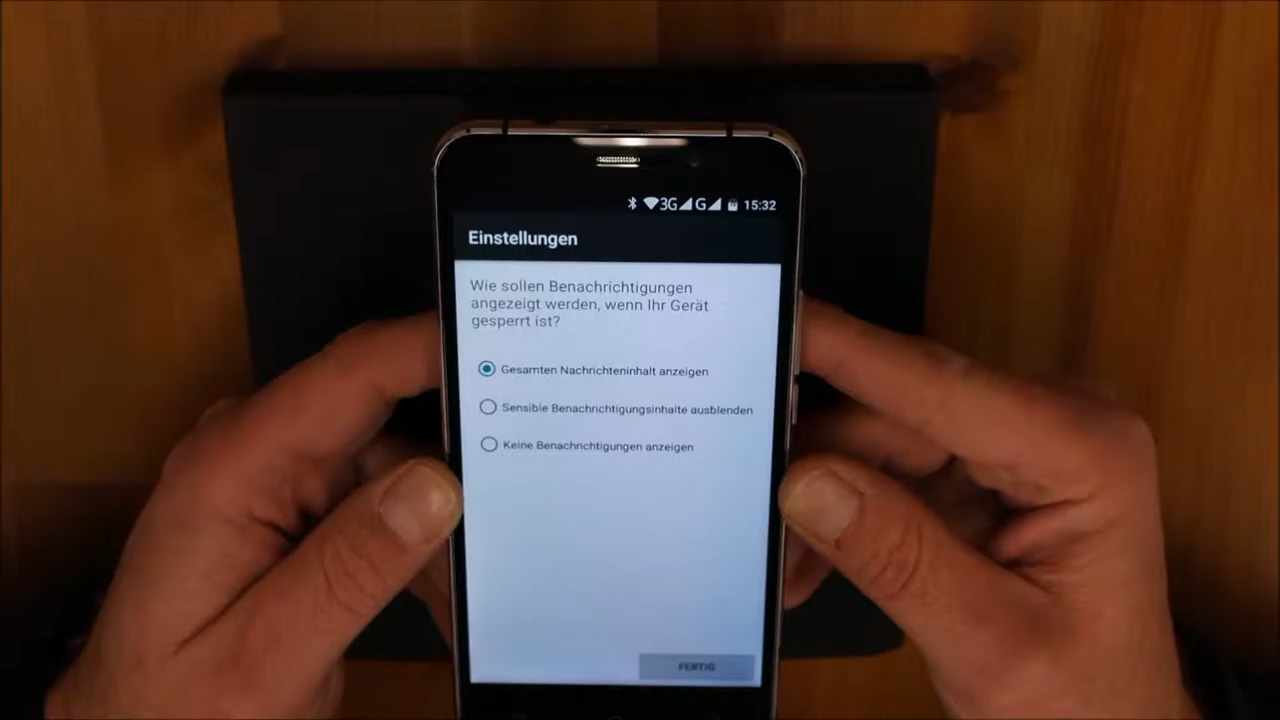 3G G 15:32
Einstellungen
Wie sollen Benachrichtigungen
angezeigt werden, wenn Ihr Gerät
gesperrt ist?
Gesamten Nachrichteninhalt anzeigen
Sensible Benachrichtigungsinhalte ausblenden
Keine Benachrichtigungen anzeigen
FERTIG